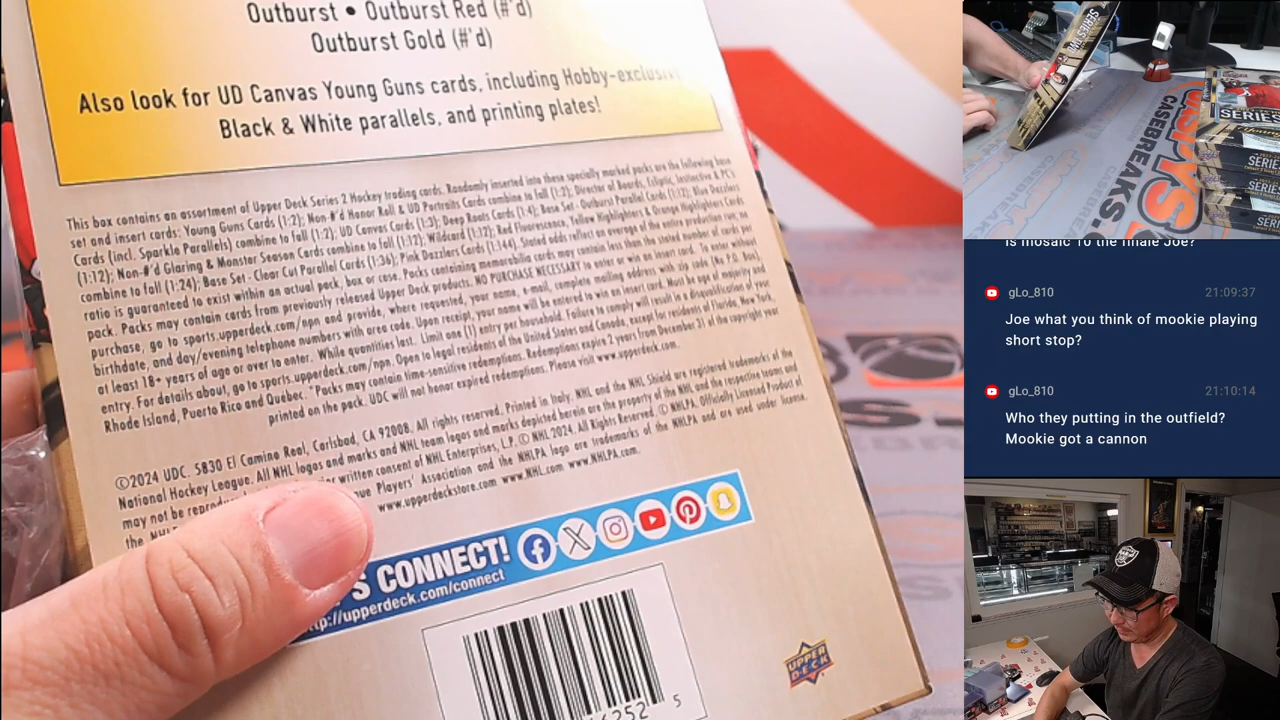 Outburst • Outburst Red (#'d)
Outburst Gold (#'d)
Also look for UD Canvas Young Guns cards, including Hobby-exclusive
Black & White parallels, and printing plates!
This box contains an assortment of Upper Deck Series 2 Hockey trading cards. Randomly inserted into these specially marked packs are the following base
set and insert cards: Young Guns Cards (1:2); Non-#'d Honor Roll & UD Portraits Cards combine to fall (1:2); Director of Boards, Ecliptic, Instinctive & PC's
Cards (incl. Sparkle Parallels) combine to fall (1:2); UD Canvas Cards (1:3); Deep Roots Cards (1:4); Base Set - Outburst Parallel Cards (1:12); Blue Dazzlers
(1:12); Non-#'d Glaring & Monster Season Cards combine to fall (1:12); Wildcard (1:12); Red Fluorescence, Yellow Highlighters & Orange Highlighters Cards
combine to fall (1:24); Base Set - Clear Cut Parallel Cards (1:36); Pink Dazzlers Cards (1:144). Stated odds reflect an average of the entire production run; no
ratio is guaranteed to exist within an actual pack, box or case. Packs containing memorabilia cards may contain less than the stated number of cards per
pack. Packs may contain cards from previously released Upper Deck products. NO PURCHASE NECESSARY to enter or win an insert card. To enter without
purchase, go to sports.upperdeck.com/npn and provide, where requested, your name, e-mail, complete mailing address with zip code (No P.O. Box),
birthdate, and day/evening telephone numbers with area code. Upon receipt, your name will be entered to win an insert card. Must be age of majority and
at least 18+ years of age or over to enter. While quantities last. Limit one (1) entry per household. Failure to comply will result in a disqualification of your
entry. For details about, go to sports.upperdeck.com/npn. Open to legal residents of the United States and Canada, except for residents of Florida, New York,
Rhode Island, Puerto Rico and Quebec. *Packs may contain time-sensitive redemptions. Redemptions expire 2 years from December 31 of the copyright year
printed on the pack. UDC will not honor expired redemptions. Please visit www.upperdeck.com.
©2024 UDC. 5830 El Camino Real, Carlsbad, CA 92008. All rights reserved. Printed in Italy. NHL and the NHL Shield are registered trademarks of the
National Hockey League. All NHL logos and marks and NHL team logos and marks depicted herein are the property of the NHL and the respective teams and
may not be reprodu written consent of NHL Enterprises, L.P. © NHL 2024. All Rights Reserved. © NHLPA. Officially Licensed Product of
the NHL ue Players' Association and the NHLPA logo are trademarks of the NHLPA and are used under license.
www.upperdeckstore.com www.NHL.com www.NHLPA.com.
'S CONNECT!
http://upperdeck.com/connect
6252 5
UPPER DECK
SERIES TWO
CASEBREAKS
SERIES
SERIE
SERIE
SERIE
Is mosaic 10 the finale Joe?
gLo_810 21:09:37
Joe what you think of mookie playing
short stop?
gLo_810 21:10:14
Who they putting in the outfield?
Mookie got a cannon